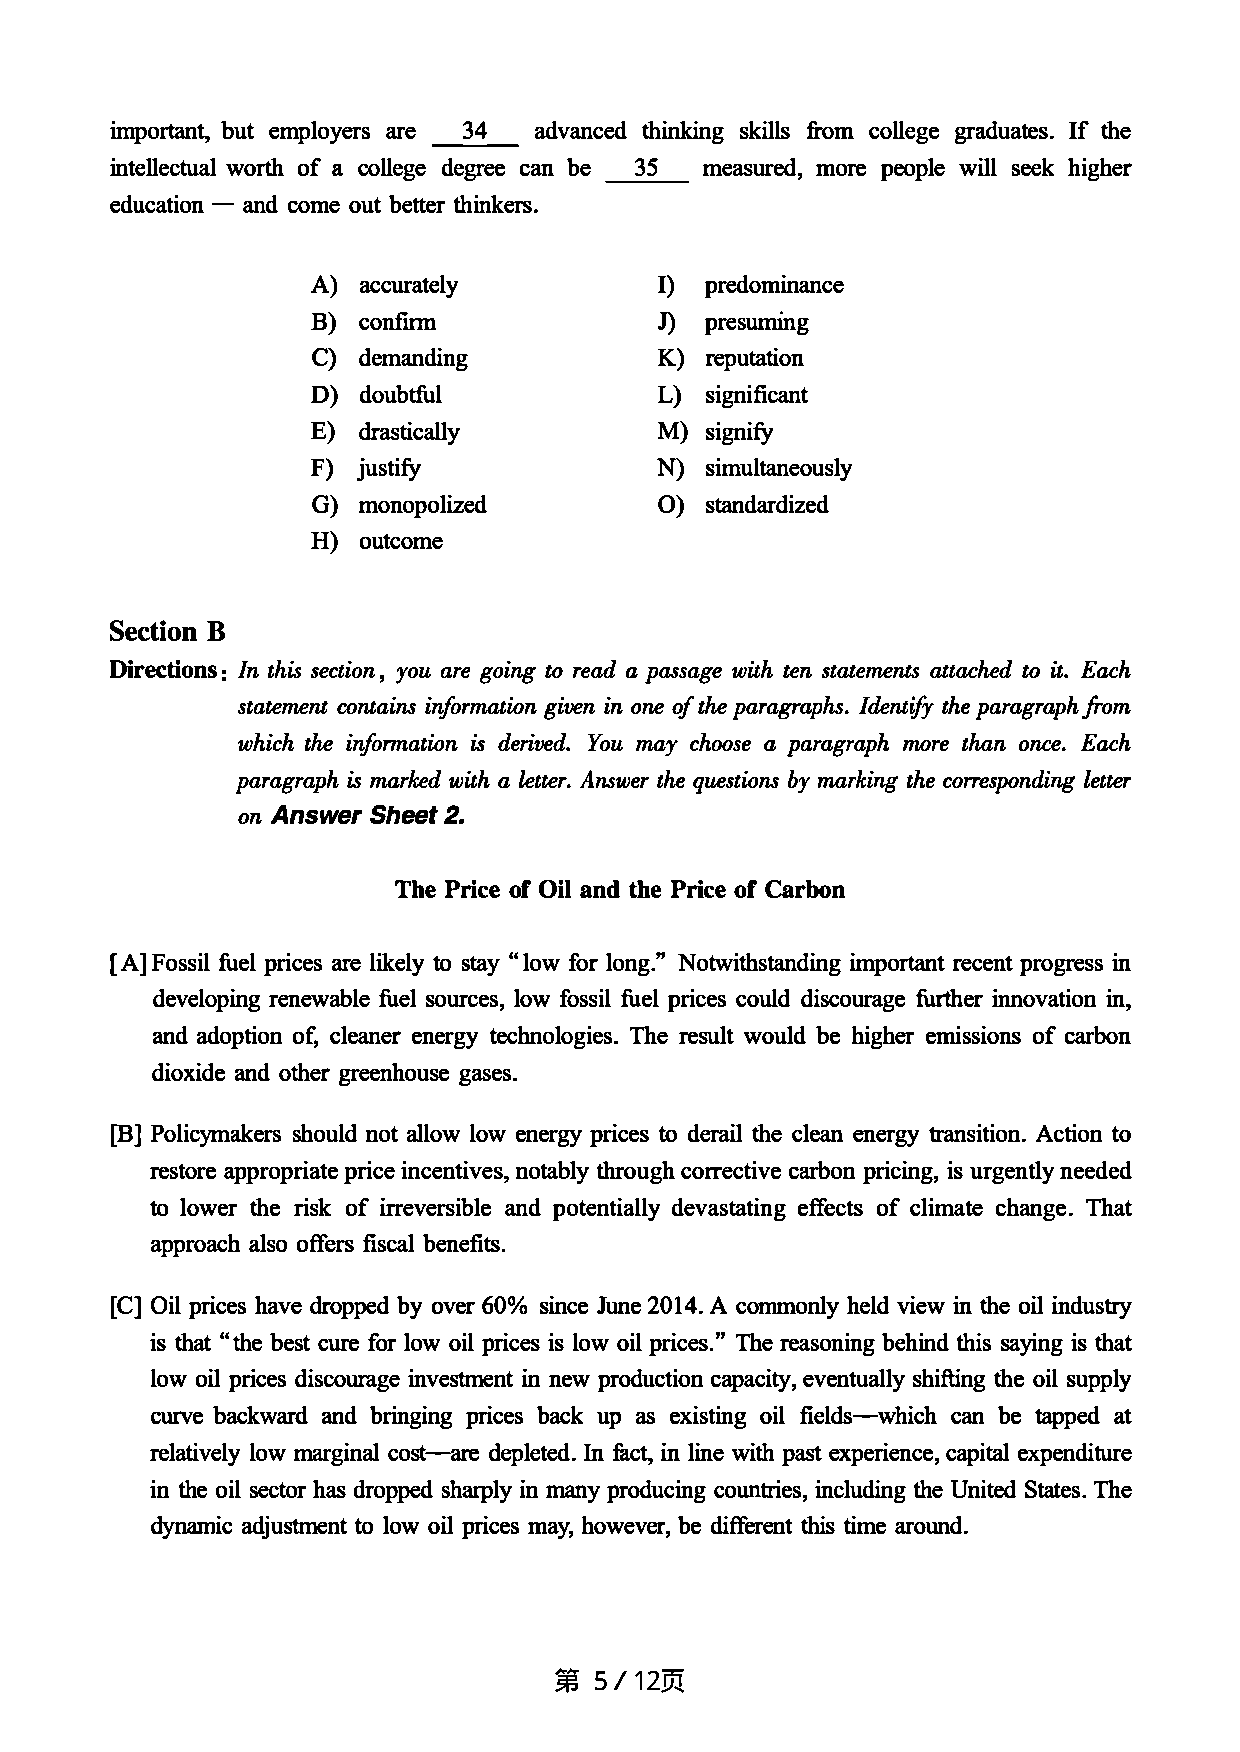 important, but employers are 34 advanced thinking skills from college graduates. If the
intellectual worth of a college degree can be 35 measured, more people will seek higher
education — and come out better thinkers.
A) accurately
B) confirm
C) demanding
D) doubtful
E) drastically
F) justify
G) monopolized
H) outcome
I) predominance
J) presuming
K) reputation
L) significant
M) signify
N) simultaneously
O) standardized
Section B
Directions: In this section, you are going to read a passage with ten statements attached to it. Each
statement contains information given in one of the paragraphs. Identify the paragraph from
which the information is derived. You may choose a paragraph more than once. Each
paragraph is marked with a letter. Answer the questions by marking the corresponding letter
on Answer Sheet 2.
The Price of Oil and the Price of Carbon
[A] Fossil fuel prices are likely to stay “low for long.” Notwithstanding important recent progress in
developing renewable fuel sources, low fossil fuel prices could discourage further innovation in,
and adoption of, cleaner energy technologies. The result would be higher emissions of carbon
dioxide and other greenhouse gases.
[B] Policymakers should not allow low energy prices to derail the clean energy transition. Action to
restore appropriate price incentives, notably through corrective carbon pricing, is urgently needed
to lower the risk of irreversible and potentially devastating effects of climate change. That
approach also offers fiscal benefits.
[C] Oil prices have dropped by over 60% since June 2014. A commonly held view in the oil industry
is that “the best cure for low oil prices is low oil prices.” The reasoning behind this saying is that
low oil prices discourage investment in new production capacity, eventually shifting the oil supply
curve backward and bringing prices back up as existing oil fields—which can be tapped at
relatively low marginal cost—are depleted. In fact, in line with past experience, capital expenditure
in the oil sector has dropped sharply in many producing countries, including the United States. The
dynamic adjustment to low oil prices may, however, be different this time around.
第 5 / 12页